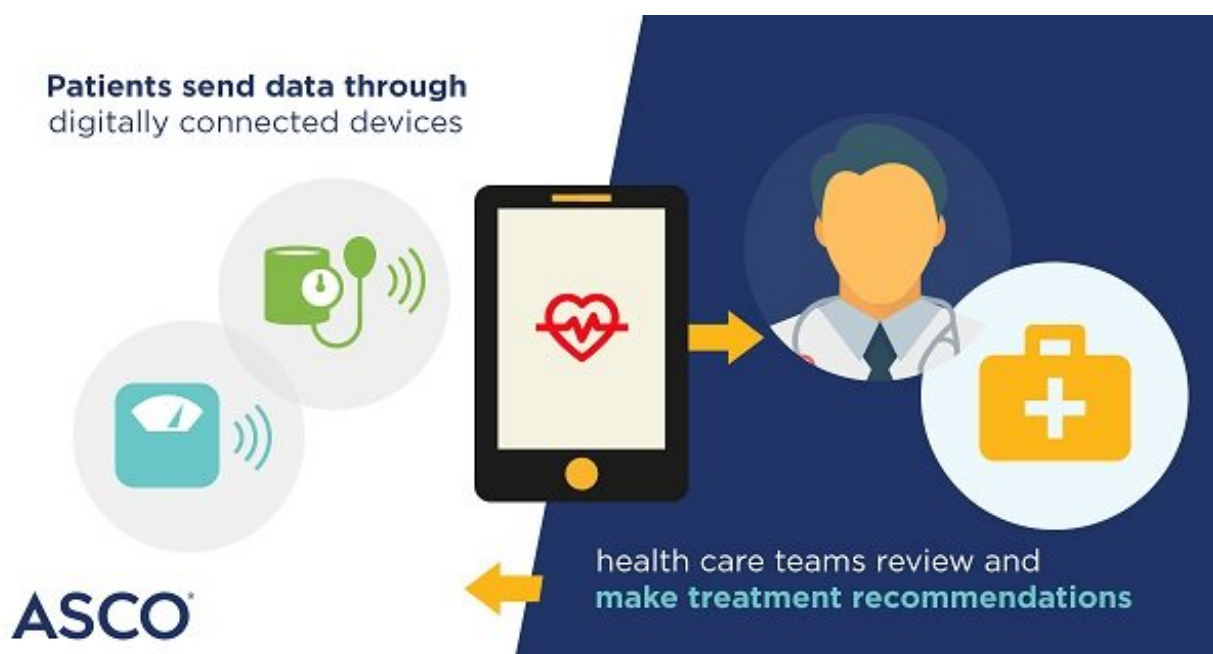 Patients send data through
digitally connected devices
health care teams review and
make treatment recommendations
ASCO®